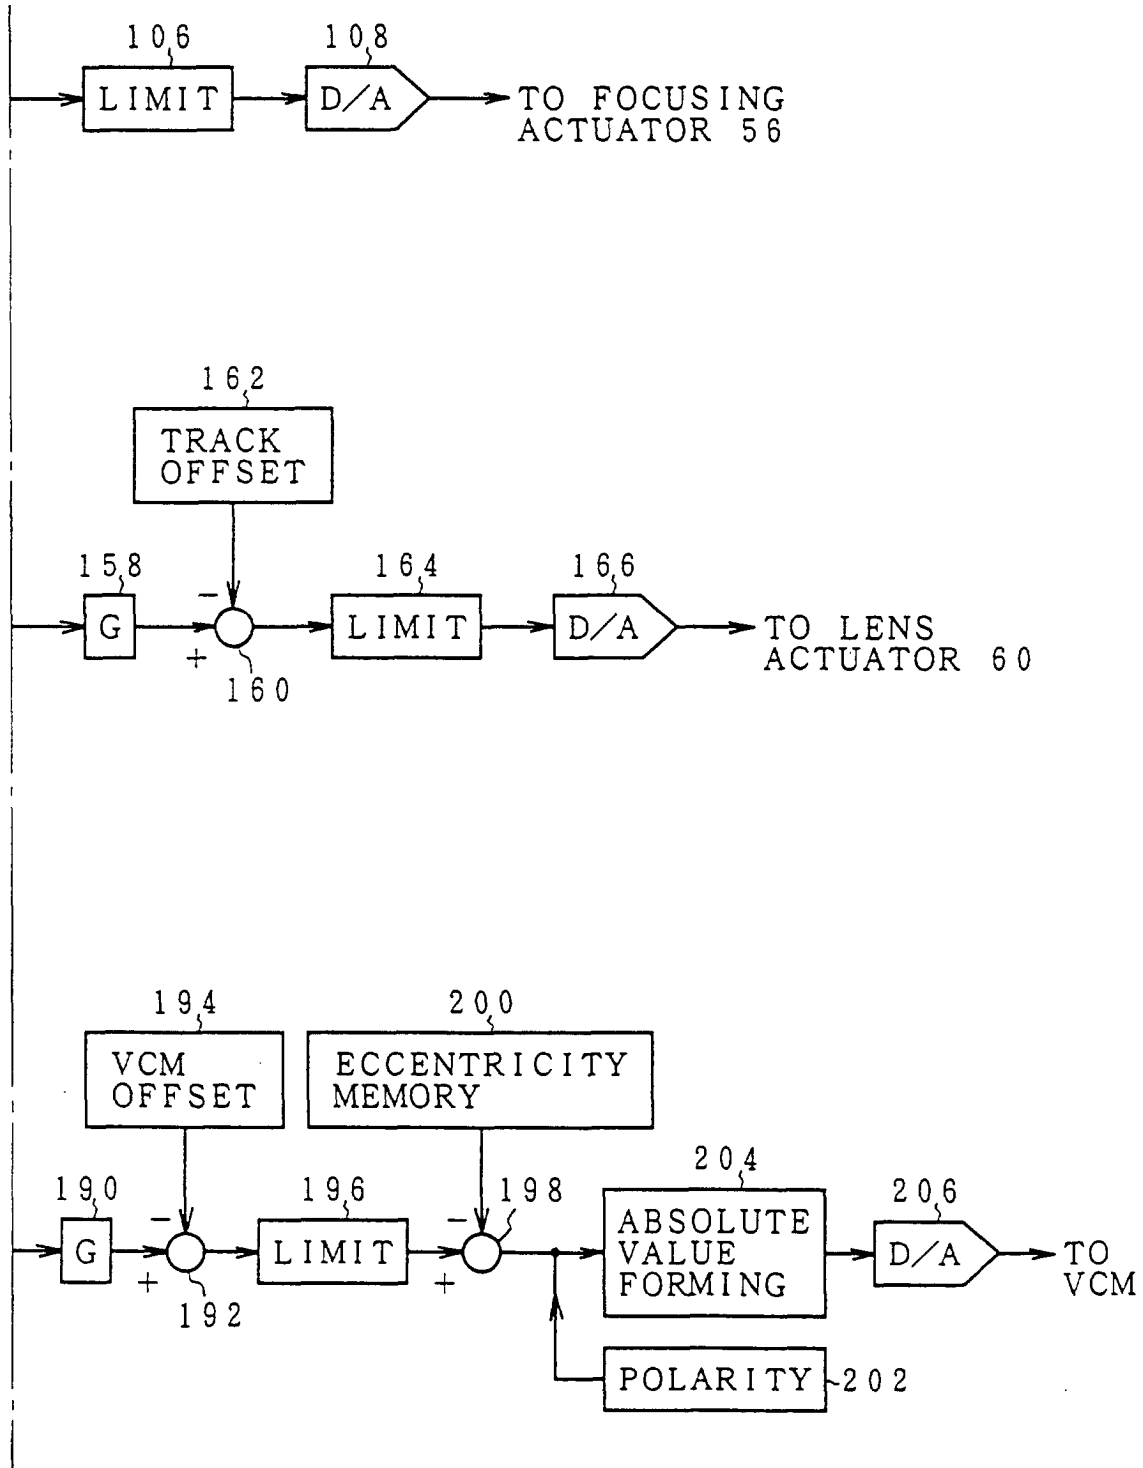 106
108
LIMIT
D/A
TO FOCUSING
ACTUATOR 56
162
TRACK
OFFSET
158
164
166
-
G
LIMIT
D/A
TO LENS
ACTUATOR 60
+
160
194
200
VCM
OFFSET
ECCENTRICITY
MEMORY
190
196
198
204
206
-
-
G
LIMIT
ABSOLUTE
VALUE
FORMING
D/A
TO
VCM
+
+
192
POLARITY
202